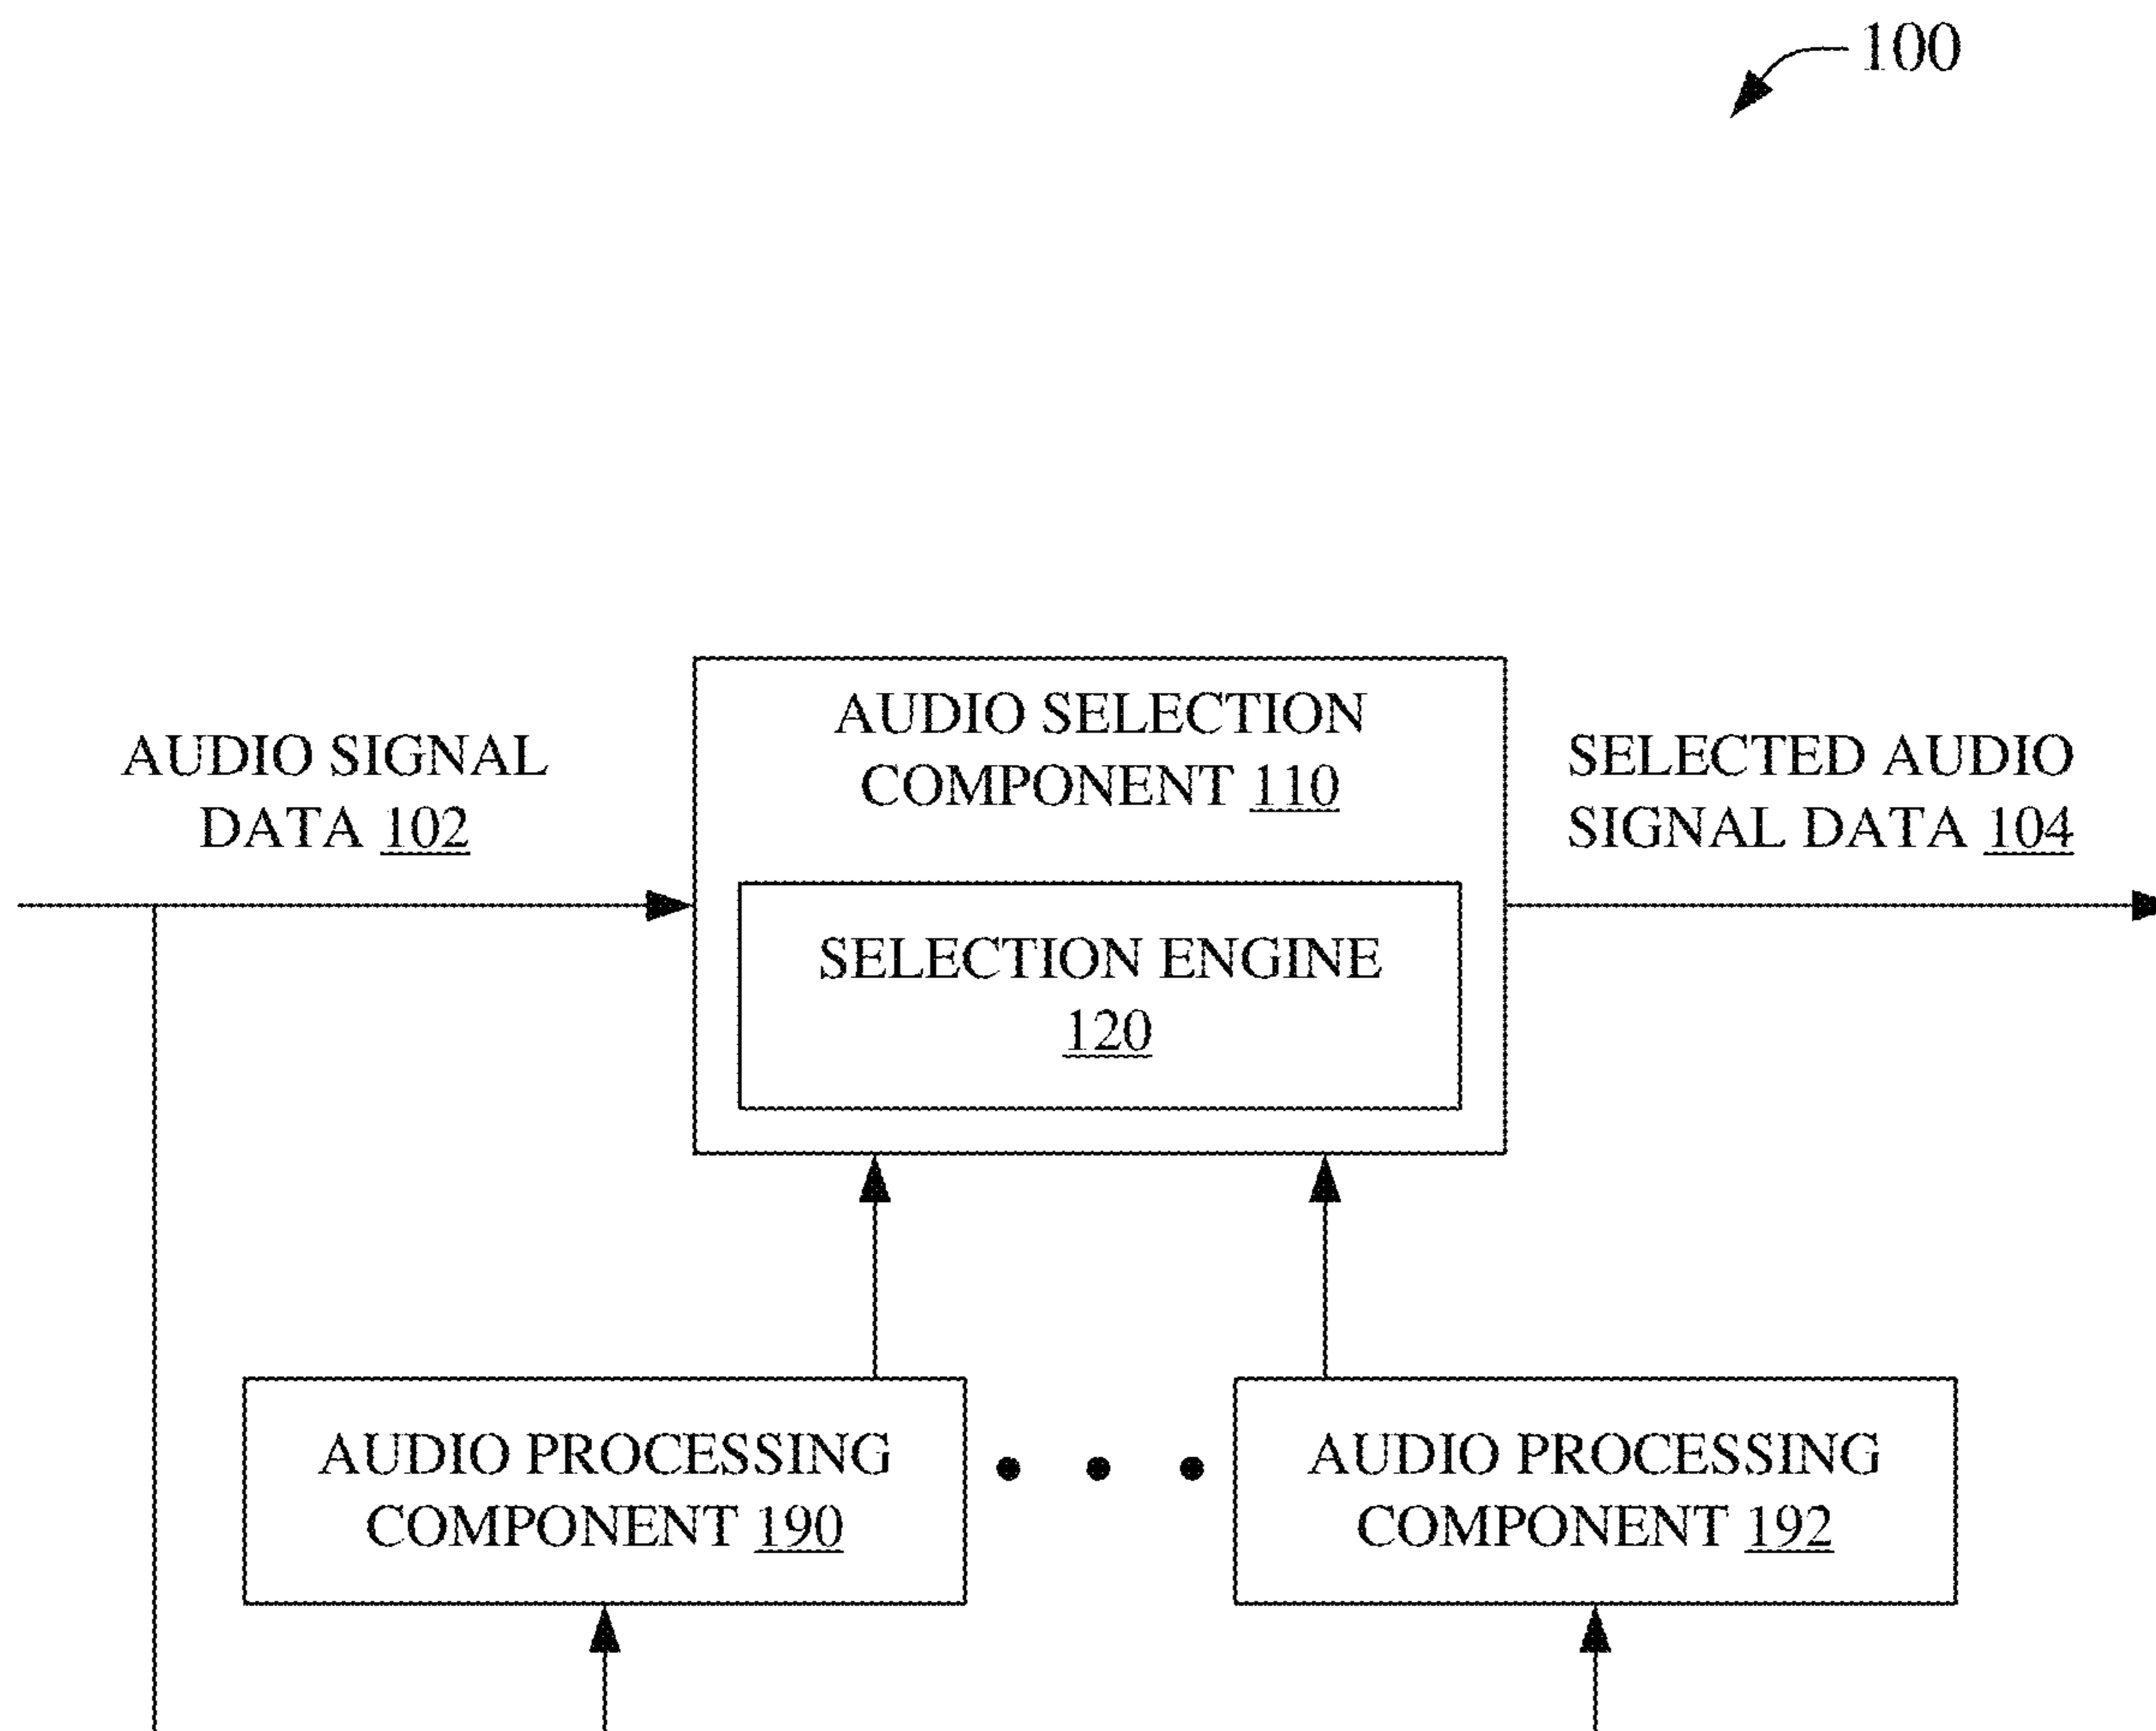 100
AUDIO SIGNAL
DATA 102
AUDIO SELECTION
COMPONENT 110
SELECTED AUDIO
SIGNAL DATA 104
SELECTION ENGINE
120
AUDIO PROCESSING
COMPONENT 190
AUDIO PROCESSING
COMPONENT 192